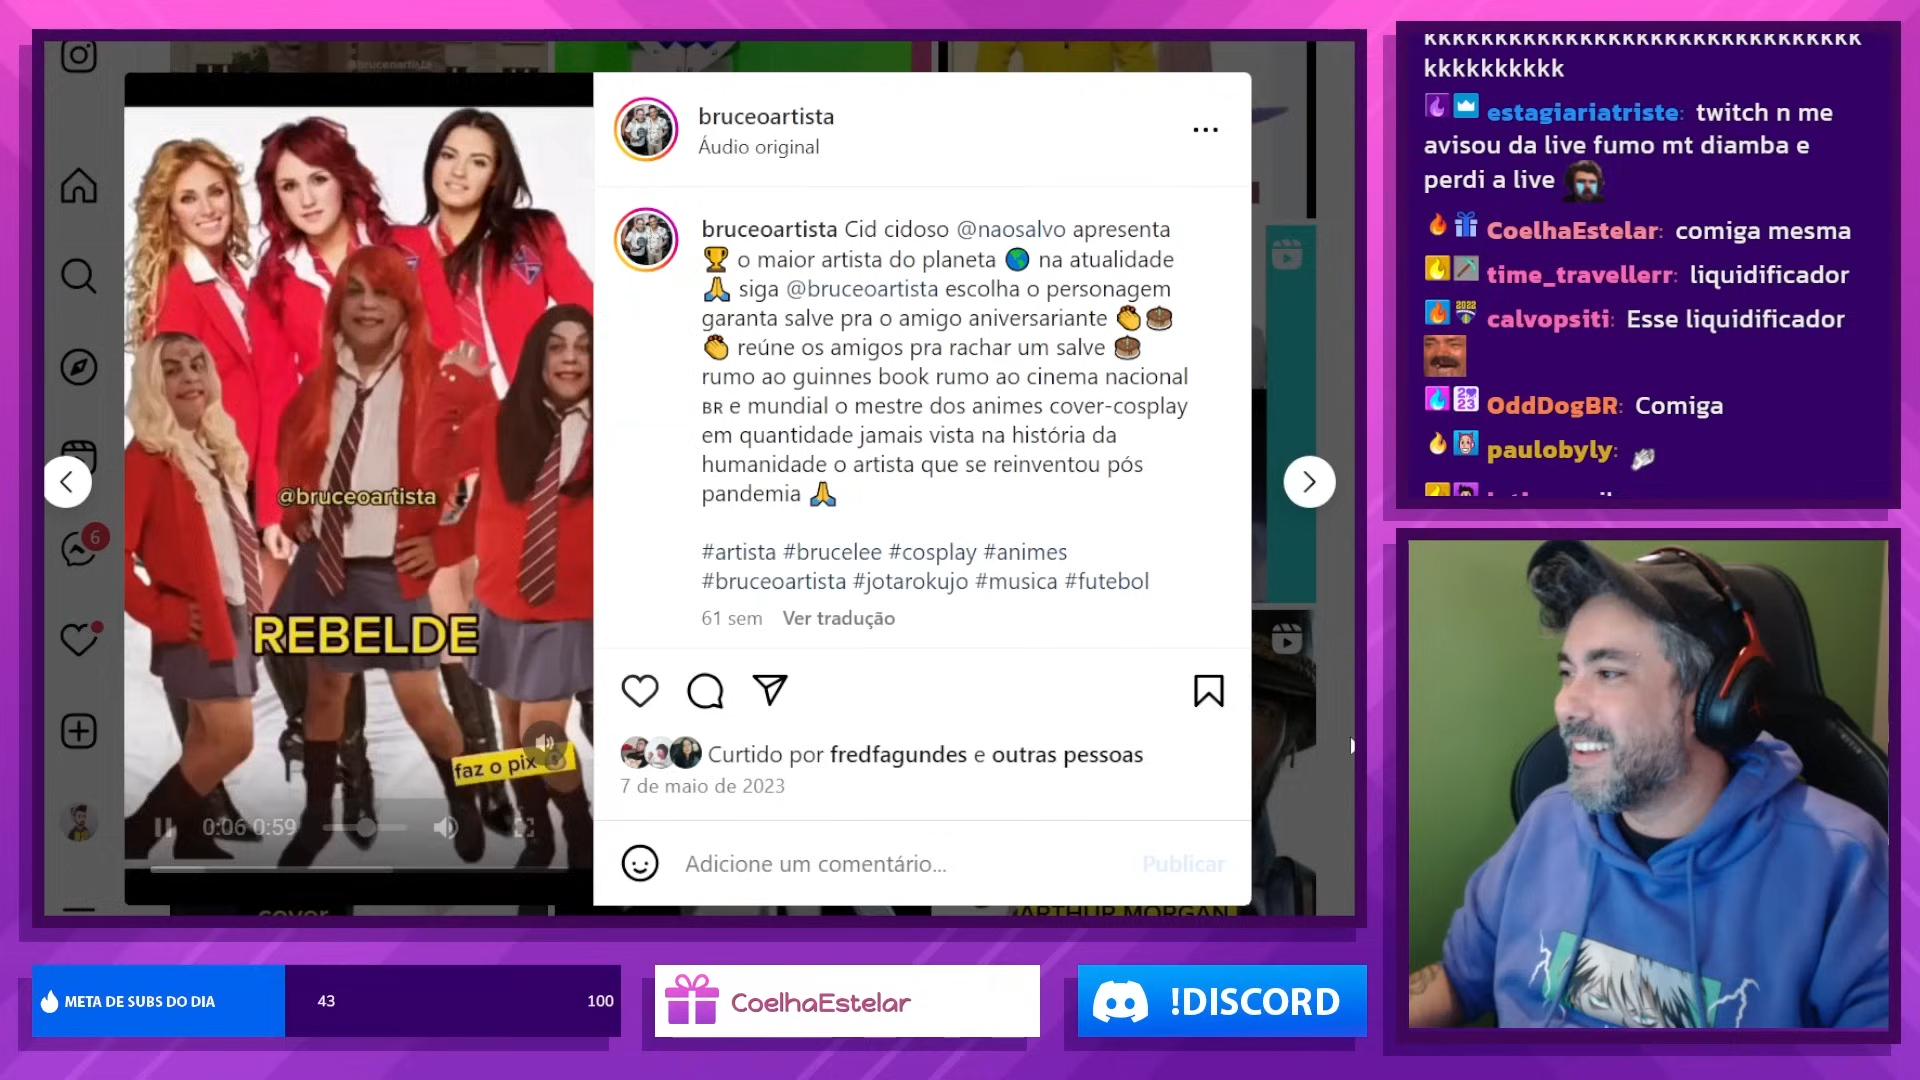 bruceoartista
Áudio original
bruceoartista Cid cidoso @naosalvo apresenta
🏆 o maior artista do planeta 🌎 na atualidade
🙏 siga @bruceoartista escolha o personagem
garanta salve pra o amigo aniversariante 👏🎂
👏 reúne os amigos pra rachar um salve 🎂
rumo ao guinnes book rumo ao cinema nacional
BR e mundial o mestre dos animes cover-cosplay
em quantidade jamais vista na história da
humanidade o artista que se reinventou pós
pandemia 🙏
#artista #brucelee #cosplay #animes
#bruceoartista #jotarokujo #musica #futebol
61 sem Ver tradução
Curtido por fredfagundes e outras pessoas
7 de maio de 2023
Adicione um comentário...
Publicar
@bruceoartista
REBELDE
faz o pix
0:06 0:59
6
@brucenartista
cover
ARTHUR MORGAN
kkkkkkkkkkkkkkkkkkkkkkkkkkkkkkk
kkkkkkkkkk
estagiariatriste: twitch n me
avisou da live fumo mt diamba e
perdi a live
CoelhaEstelar: comiga mesma
time_travellerr: liquidificador
2022
calvopsiti: Esse liquidificador
OddDogBR: Comiga
paulobyly:
META DE SUBS DO DIA
43
100
CoelhaEstelar
!DISCORD